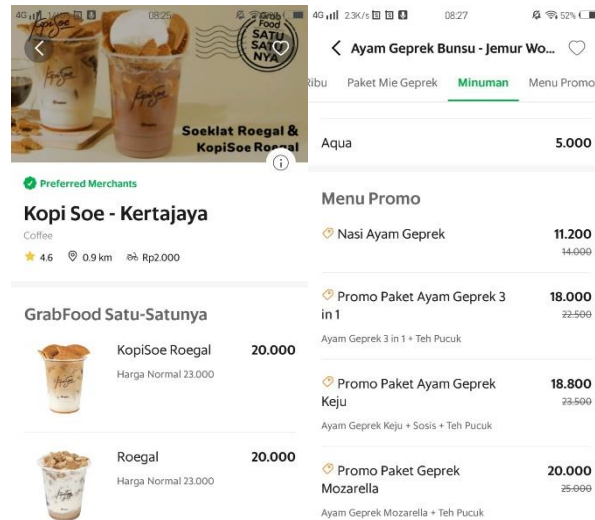 4G
08:25
KopiSoe
Grab
Food
SATU
SATU
NYA
KopiSoe
Soeklat Roegal &
KopiSoe Roegal
Preferred Merchants
Kopi Soe - Kertajaya
Coffee
4.6 0.9 km Rp2.000
GrabFood Satu-Satunya
KopiSoe Roegal 20.000
Harga Normal 23.000
Roegal 20.000
Harga Normal 23.000
4G 2.3K/s 08:27 52%
Ayam Geprek Bunsu - Jemur Wo...
Ribu Paket Mie Geprek Minuman Menu Promo
Aqua 5.000
Menu Promo
Nasi Ayam Geprek 11.200
14.000
Promo Paket Ayam Geprek 3 18.000
in 1 22.500
Ayam Geprek 3 in 1 + Teh Pucuk
Promo Paket Ayam Geprek 18.800
Keju 23.500
Ayam Geprek Keju + Sosis + Teh Pucuk
Promo Paket Geprek 20.000
Mozarella 25.000
Ayam Geprek Mozarella + Teh Pucuk